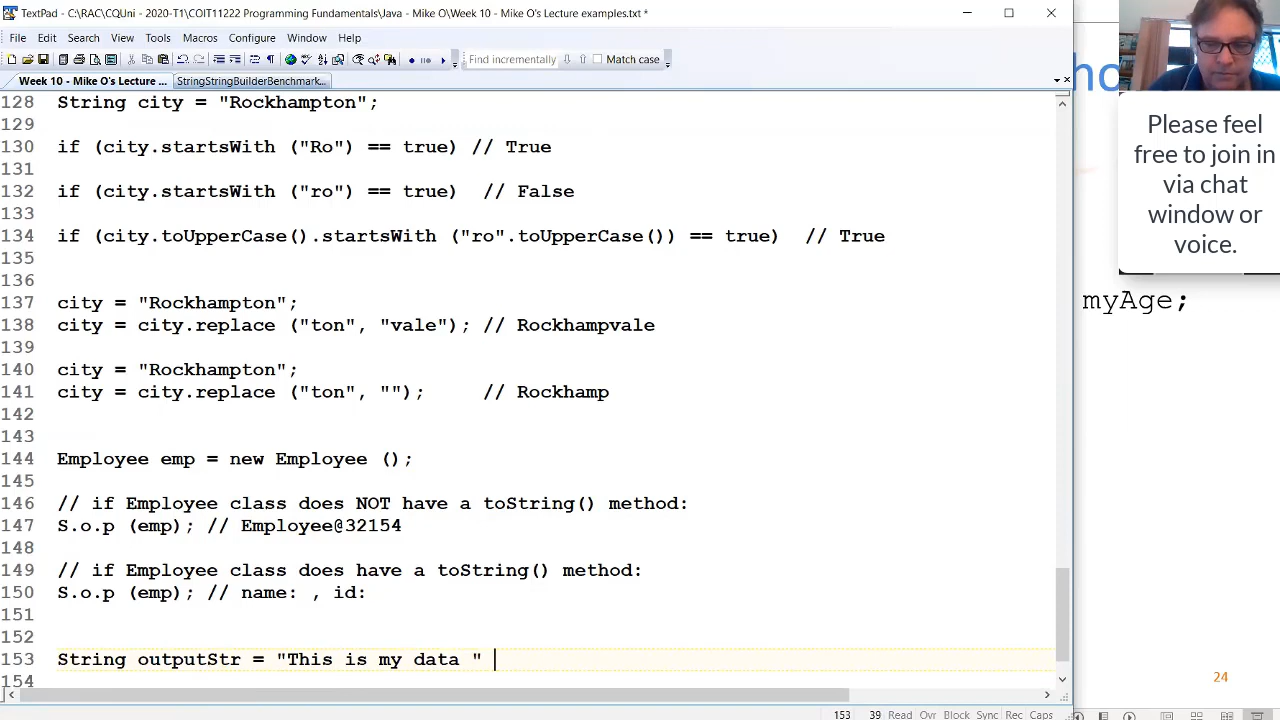 TextPad - C:\RAC\CQUni - 2020-T1\COIT11222 Programming Fundamentals\Java - Mike O\Week 10 - Mike O's Lecture examples.txt *
File Edit Search View Tools Macros Configure Window Help
Find incrementally Match case
Week 10 - Mike O's Lecture ... StringStringBuilderBenchmark...
128 String city = "Rockhampton";
129
130 if (city.startsWith ("Ro") == true) // True
131
132 if (city.startsWith ("ro") == true) // False
133
134 if (city.toUpperCase().startsWith ("ro".toUpperCase()) == true) // True
135
136
137 city = "Rockhampton";
138 city = city.replace ("ton", "vale"); // Rockhampvale
139
140 city = "Rockhampton";
141 city = city.replace ("ton", ""); // Rockhamp
142
143
144 Employee emp = new Employee ();
145
146 // if Employee class does NOT have a toString() method:
147 S.o.p (emp); // Employee@32154
148
149 // if Employee class does have a toString() method:
150 S.o.p (emp); // name: , id:
151
152
153 String outputStr = "This is my data "
154
153 39 Read Ovr Block Sync Rec Caps
ho
Please feel
free to join in
via chat
window or
voice.
myAge;
24